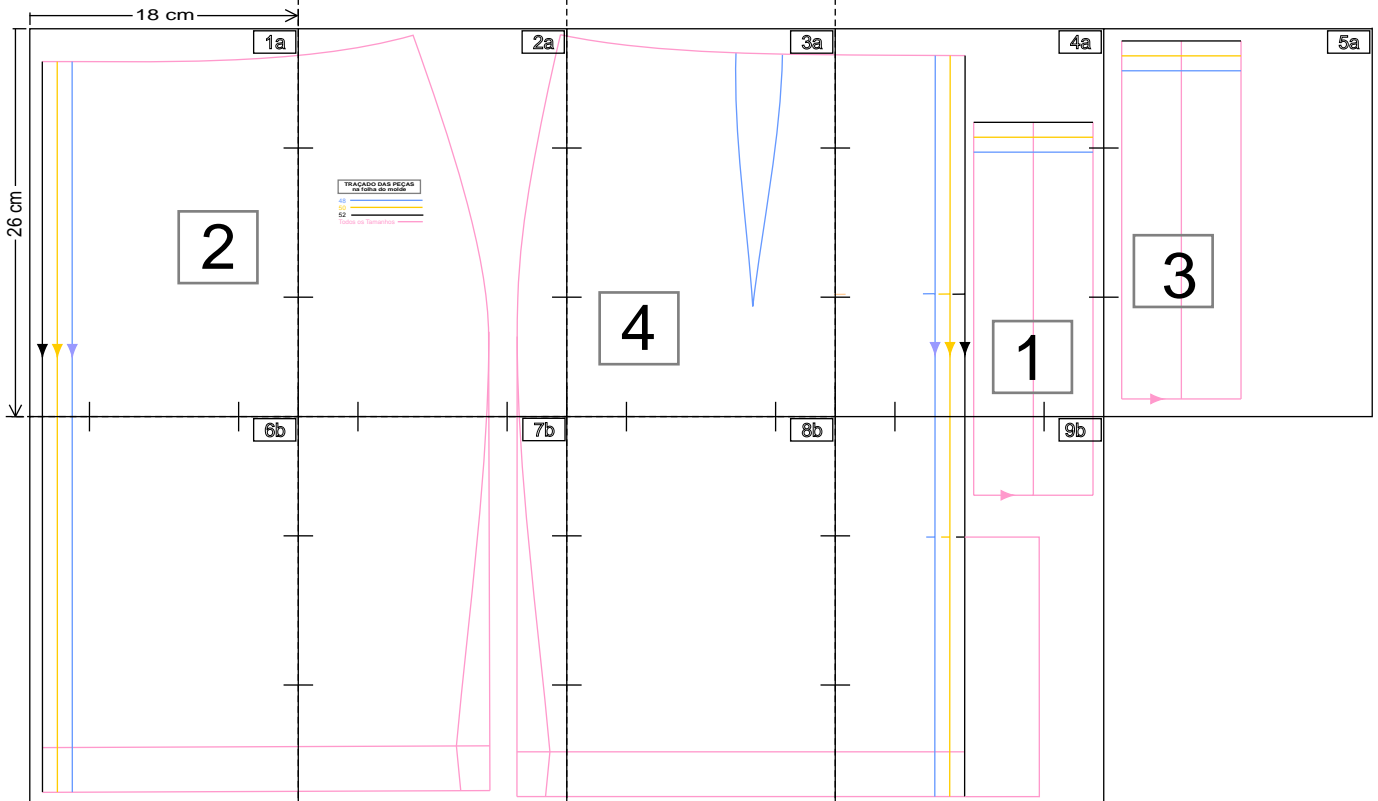 18 cm
26 cm
1a
2a
3a
4a
5a
TRAÇADO DAS PEÇAS
na folha do molde
48
50
52
Todos os Tamanhos
2
4
1
3
6b
7b
8b
9b